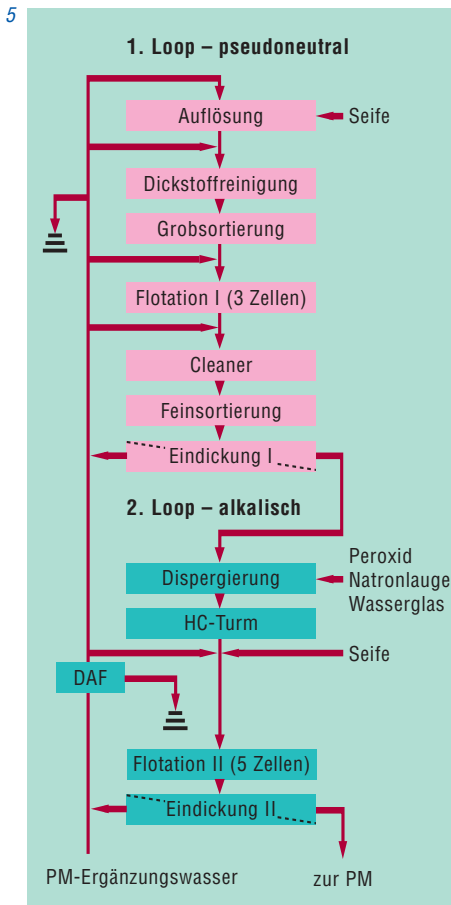 5
1. Loop – pseudoneutral
Auflösung
Seife
Dickstoffreinigung
Grobsortierung
Flotation I (3 Zellen)
Cleaner
Feinsortierung
Eindickung I
2. Loop – alkalisch
Peroxid
Natronlauge
Wasserglas
Dispergierung
HC-Turm
Seife
DAF
Flotation II (5 Zellen)
Eindickung II
PM-Ergänzungswasser
zur PM